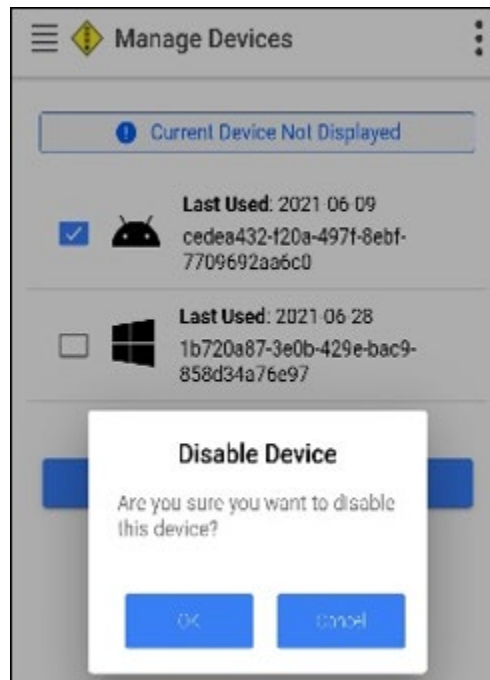 Manage Devices
Current Device Not Displayed
Last Used: 2021-06-09
cedea432-f20a-497f-8ebf-
7709692aa6c0
Last Used: 2021-06-28
1b720a87-3e0b-429e-bac9-
858d34a76e97
Disable Device
Are you sure you want to disable
this device?
OK
Cancel